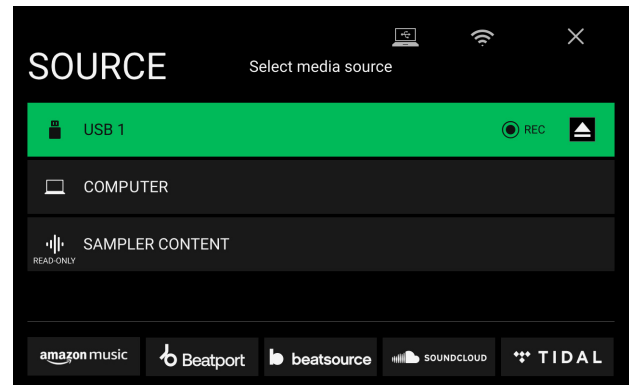 SOURCE
Select media source
USB 1
REC
COMPUTER
SAMPLER CONTENT
READ-ONLY
amazon music
Beatport
beatsource
SOUNDCLOUD
TIDAL